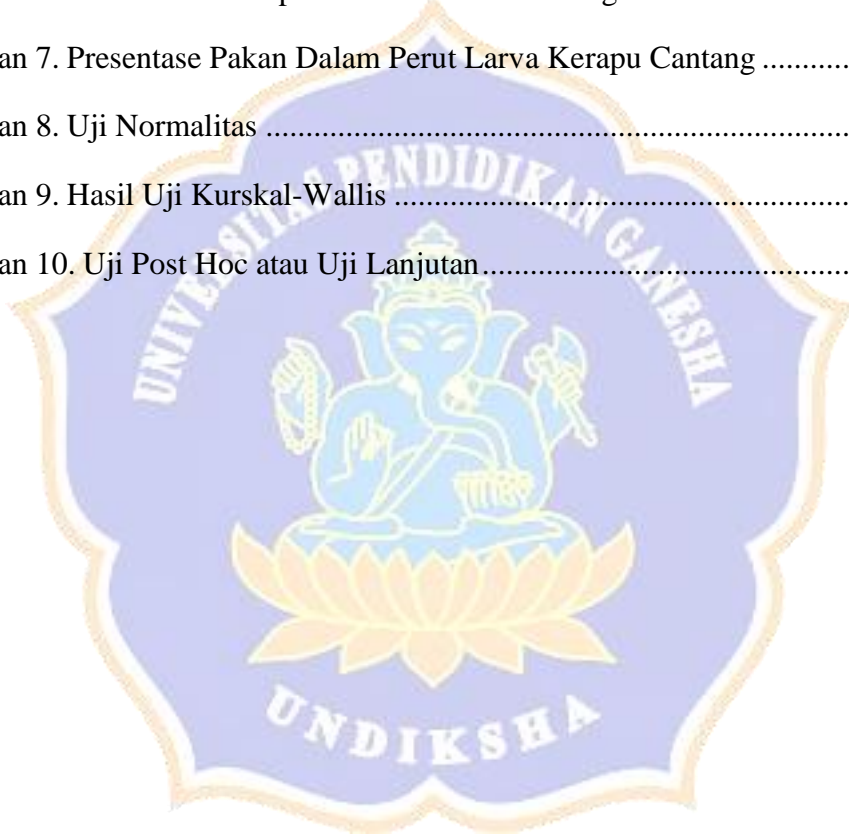 an 7. Presentase Pakan Dalam Perut Larva Kerapu Cantang ...........
an 8. Uji Normalitas ..........................................................................
an 9. Hasil Uji Kurskal-Wallis ..........................................................
an 10. Uji Post Hoc atau Uji Lanjutan ..............................................
UNIVERSITAS PENDIDIKAN GANESHA
UNDIKSHA